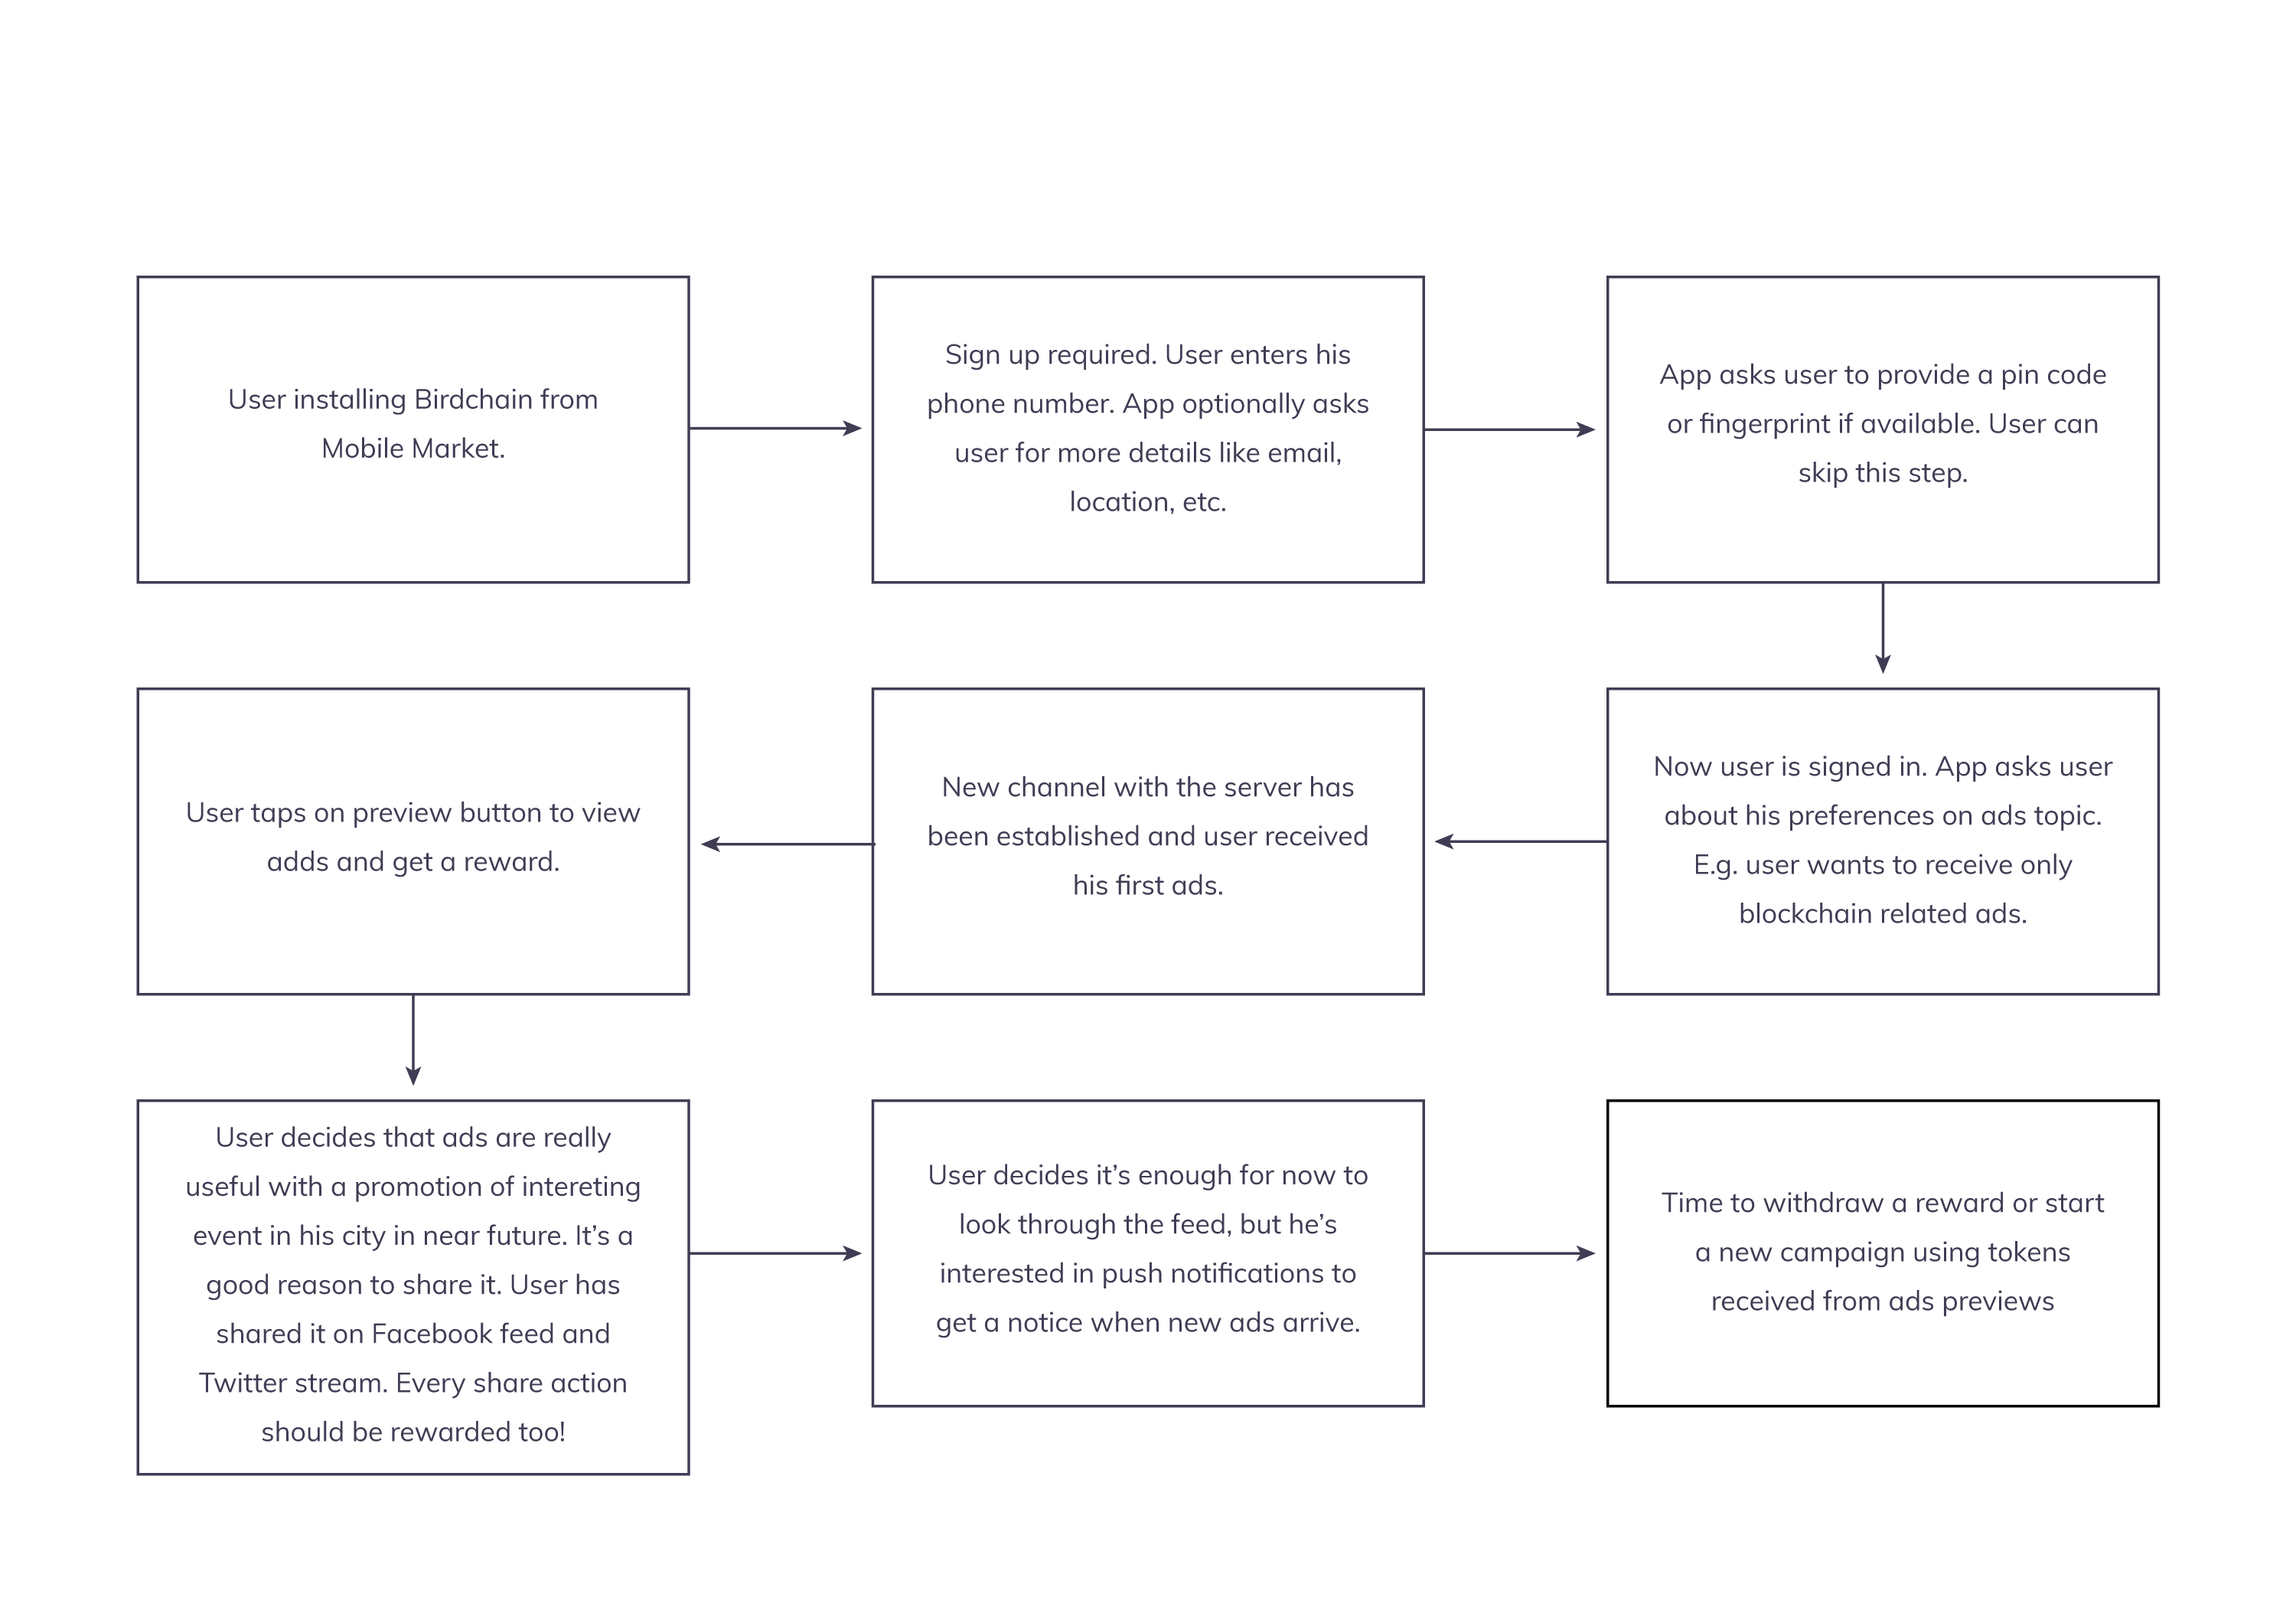 User installing Birdchain from
Mobile Market.
Sign up required. User enters his
phone number. App optionally asks
user for more details like email,
location, etc.
App asks user to provide a pin code
or fingerprint if available. User can
skip this step.
Now user is signed in. App asks user
about his preferences on ads topic.
E.g. user wants to receive only
blockchain related ads.
New channel with the server has
been established and user received
his first ads.
User taps on preview button to view
adds and get a reward.
User decides that ads are really
useful with a promotion of intereting
event in his city in near future. It’s a
good reason to share it. User has
shared it on Facebook feed and
Twitter stream. Every share action
should be rewarded too!
User decides it’s enough for now to
look through the feed, but he’s
interested in push notifications to
get a notice when new ads arrive.
Time to withdraw a reward or start
a new campaign using tokens
received from ads previews